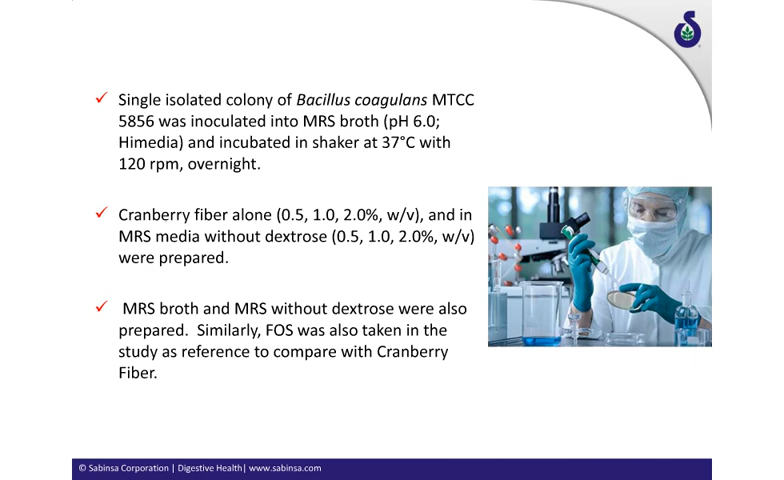 Single isolated colony of Bacillus coagulans MTCC
5856 was inoculated into MRS broth (pH 6.0;
Himedia) and incubated in shaker at 37°C with
120 rpm, overnight.
Cranberry fiber alone (0.5, 1.0, 2.0%, w/v), and in
MRS media without dextrose (0.5, 1.0, 2.0%, w/v)
were prepared.
MRS broth and MRS without dextrose were also
prepared.  Similarly, FOS was also taken in the
study as reference to compare with Cranberry
Fiber.
© Sabinsa Corporation | Digestive Health| www.sabinsa.com